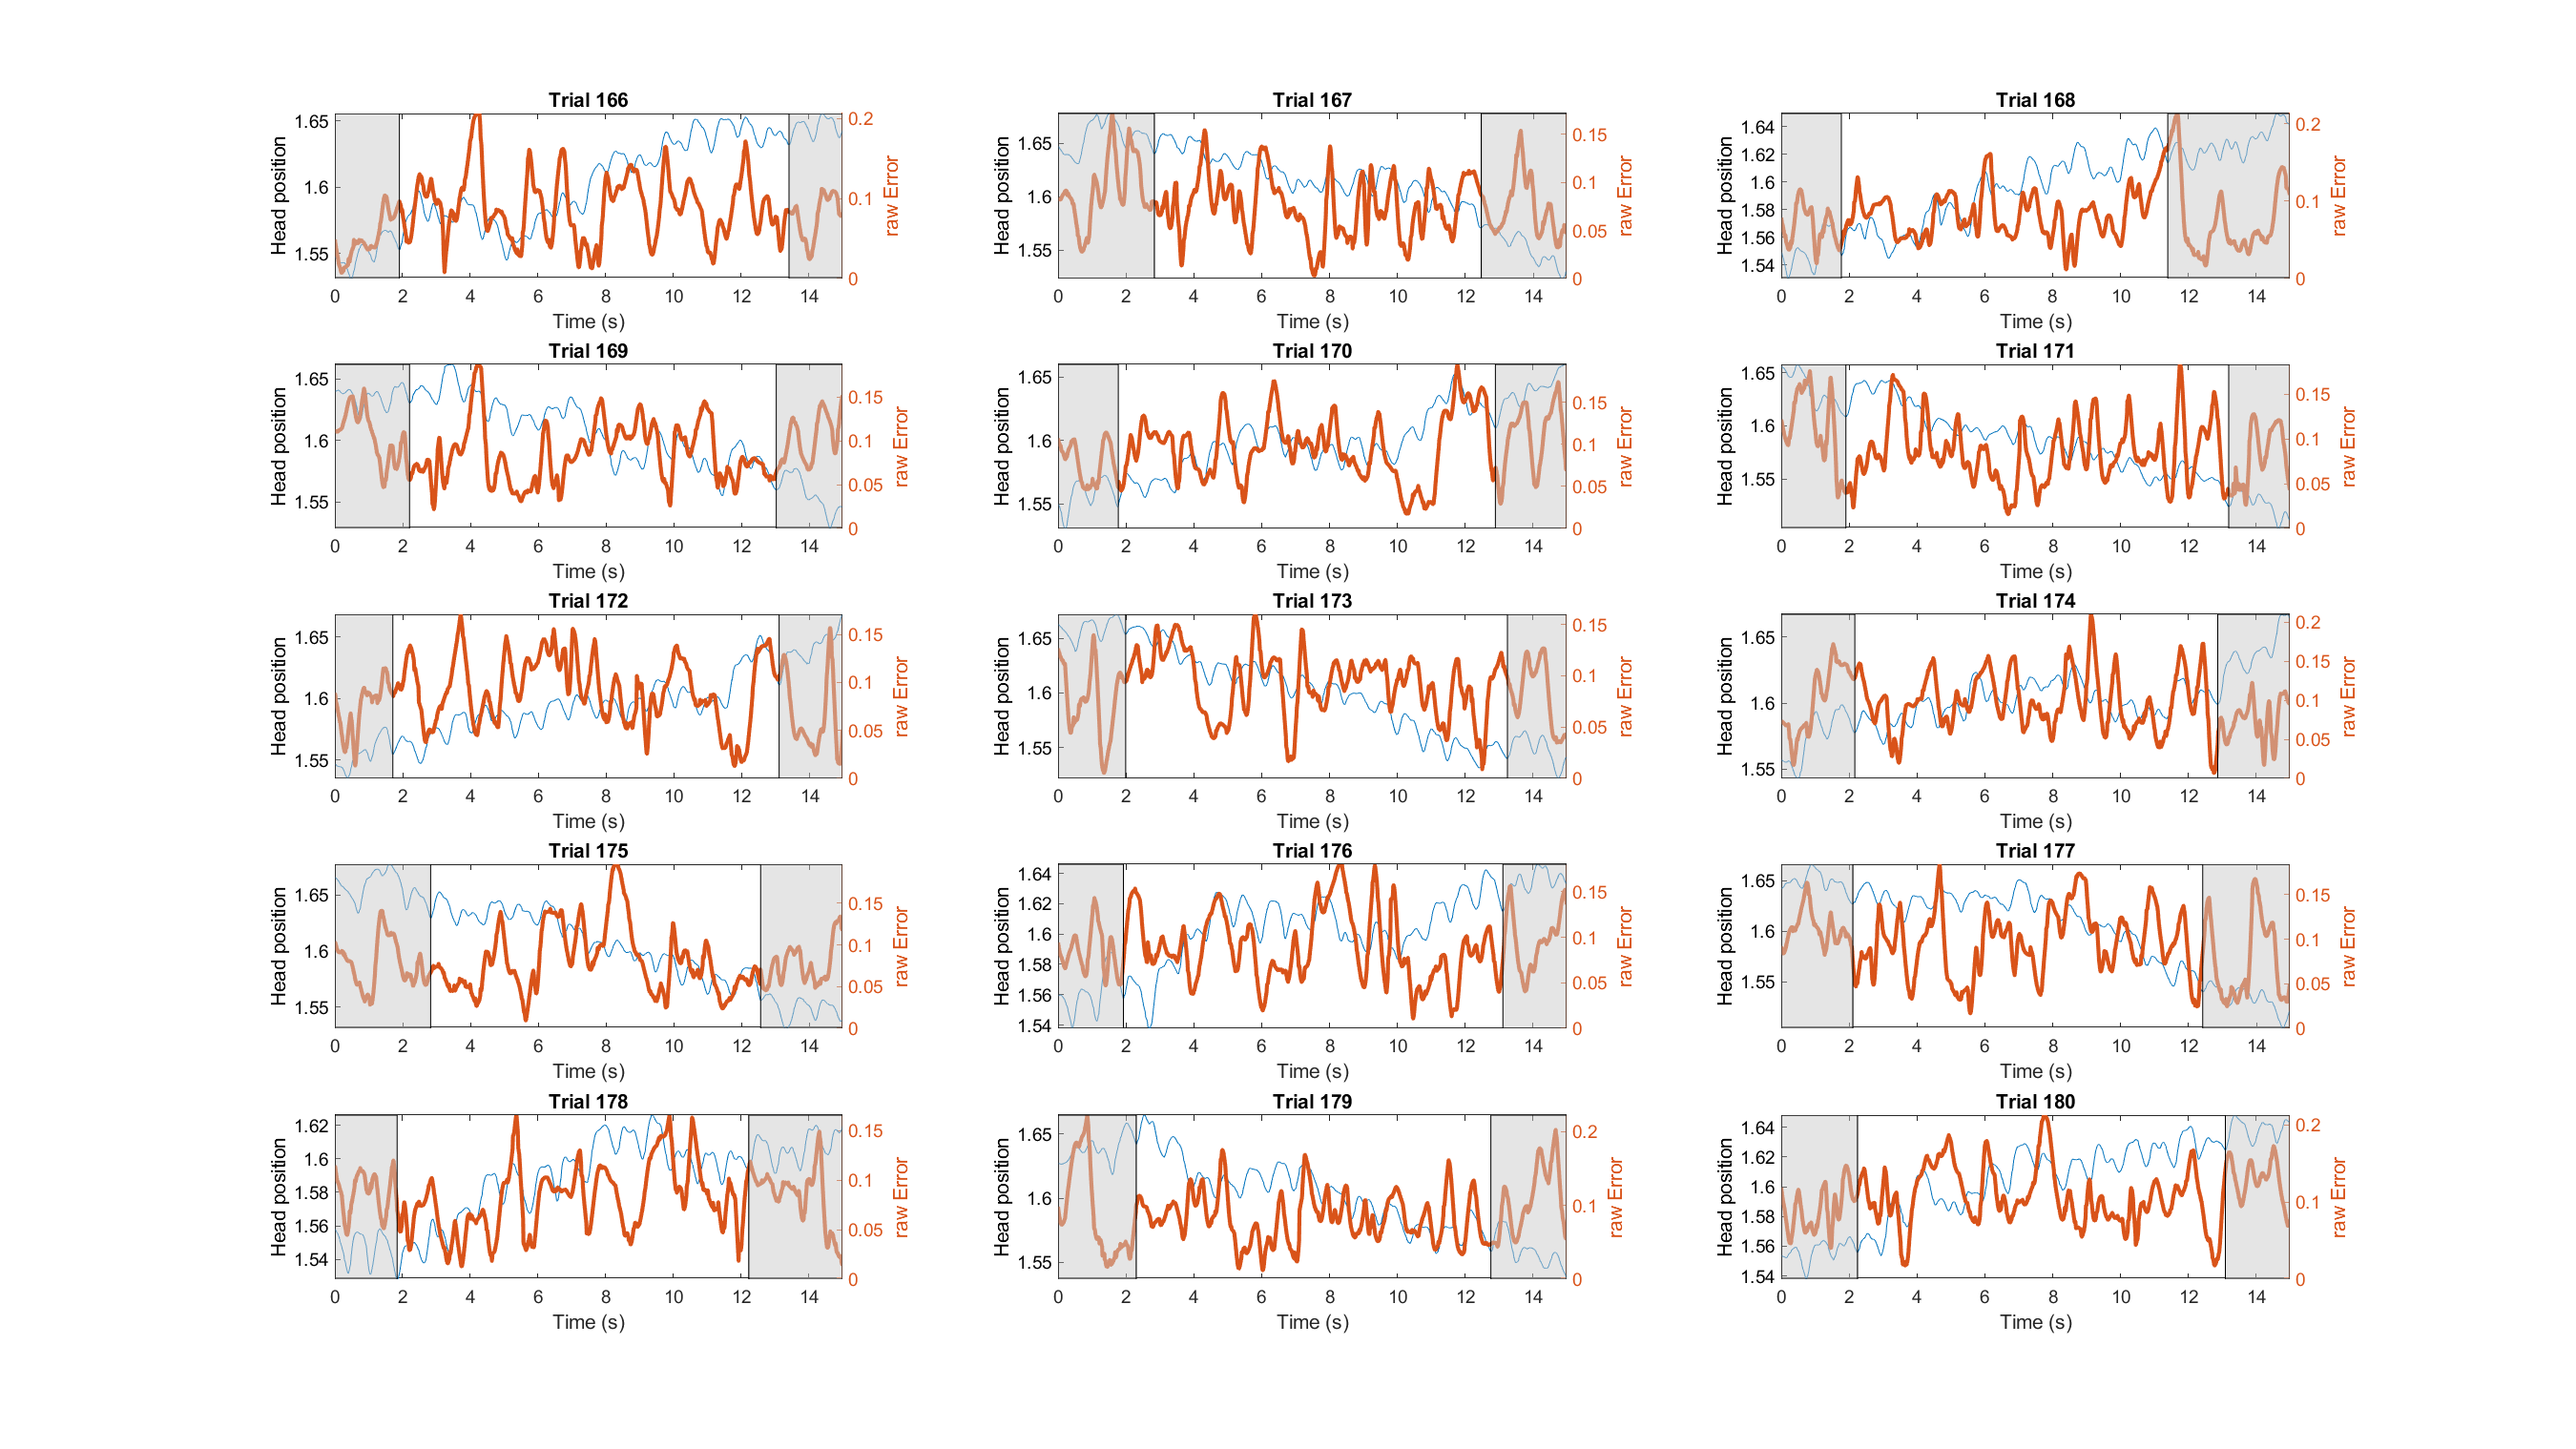 Trial 166
Trial 167
Trial 168
1.65
1.6
1.55
Head position
0.2
0.1
0
raw Error
0 2 4 6 8 10 12 14
Time (s)
1.65
1.6
1.55
Head position
0.15
0.1
0.05
0
raw Error
0 2 4 6 8 10 12 14
Time (s)
1.64
1.62
1.6
1.58
1.56
1.54
Head position
0.2
0.1
0
raw Error
0 2 4 6 8 10 12 14
Time (s)
Trial 169
Trial 170
Trial 171
1.65
1.6
1.55
Head position
0.15
0.1
0.05
0
raw Error
0 2 4 6 8 10 12 14
Time (s)
1.65
1.6
1.55
Head position
0.15
0.1
0.05
0
raw Error
0 2 4 6 8 10 12 14
Time (s)
1.65
1.6
1.55
Head position
0.15
0.1
0.05
0
raw Error
0 2 4 6 8 10 12 14
Time (s)
Trial 172
Trial 173
Trial 174
1.65
1.6
1.55
Head position
0.15
0.1
0.05
0
raw Error
0 2 4 6 8 10 12 14
Time (s)
1.65
1.6
1.55
Head position
0.15
0.1
0.05
0
raw Error
0 2 4 6 8 10 12 14
Time (s)
1.65
1.6
1.55
Head position
0.2
0.15
0.1
0.05
0
raw Error
0 2 4 6 8 10 12 14
Time (s)
Trial 175
Trial 176
Trial 177
1.65
1.6
1.55
Head position
0.15
0.1
0.05
0
raw Error
0 2 4 6 8 10 12 14
Time (s)
1.64
1.62
1.6
1.58
1.56
1.54
Head position
0.15
0.1
0.05
0
raw Error
0 2 4 6 8 10 12 14
Time (s)
1.65
1.6
1.55
Head position
0.15
0.1
0.05
0
raw Error
0 2 4 6 8 10 12 14
Time (s)
Trial 178
Trial 179
Trial 180
1.62
1.6
1.58
1.56
1.54
Head position
0.15
0.1
0.05
0
raw Error
0 2 4 6 8 10 12 14
Time (s)
1.65
1.6
1.55
Head position
0.2
0.1
0
raw Error
0 2 4 6 8 10 12 14
Time (s)
1.64
1.62
1.6
1.58
1.56
1.54
Head position
0.2
0.1
0
raw Error
0 2 4 6 8 10 12 14
Time (s)